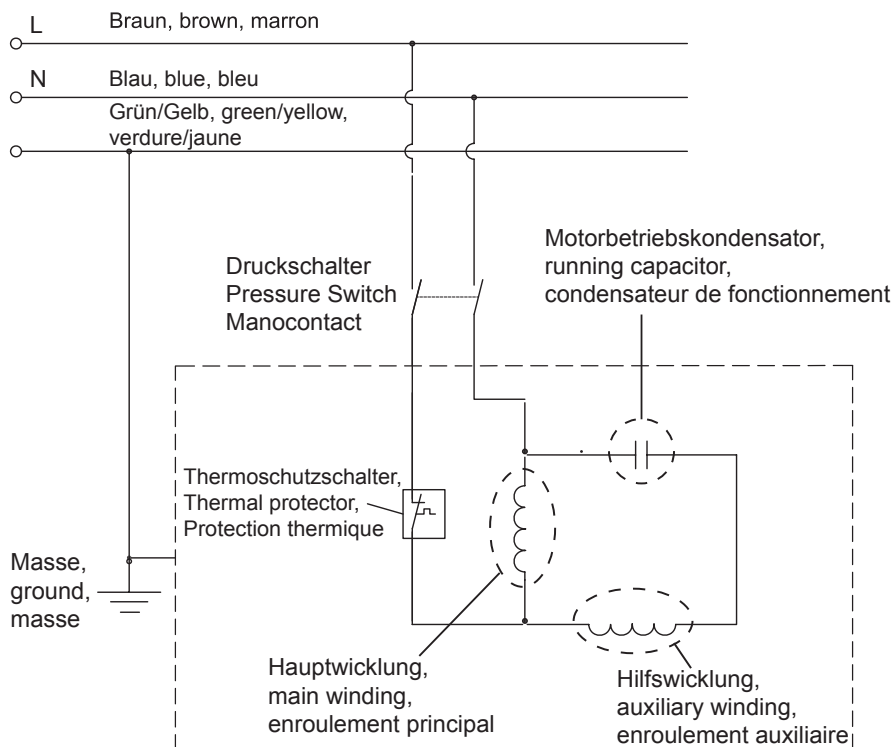 L
Braun, brown, marron
N
Blau, blue, bleu
Grün/Gelb, green/yellow,
verdure/jaune
Motorbetriebskondensator,
running capacitor,
condensateur de fonctionnement
Druckschalter
Pressure Switch
Manocontact
Thermoschutzschalter,
Thermal protector,
Protection thermique
Masse,
ground,
masse
Hauptwicklung,
main winding,
enroulement principal
Hilfswicklung,
auxiliary winding,
enroulement auxiliaire